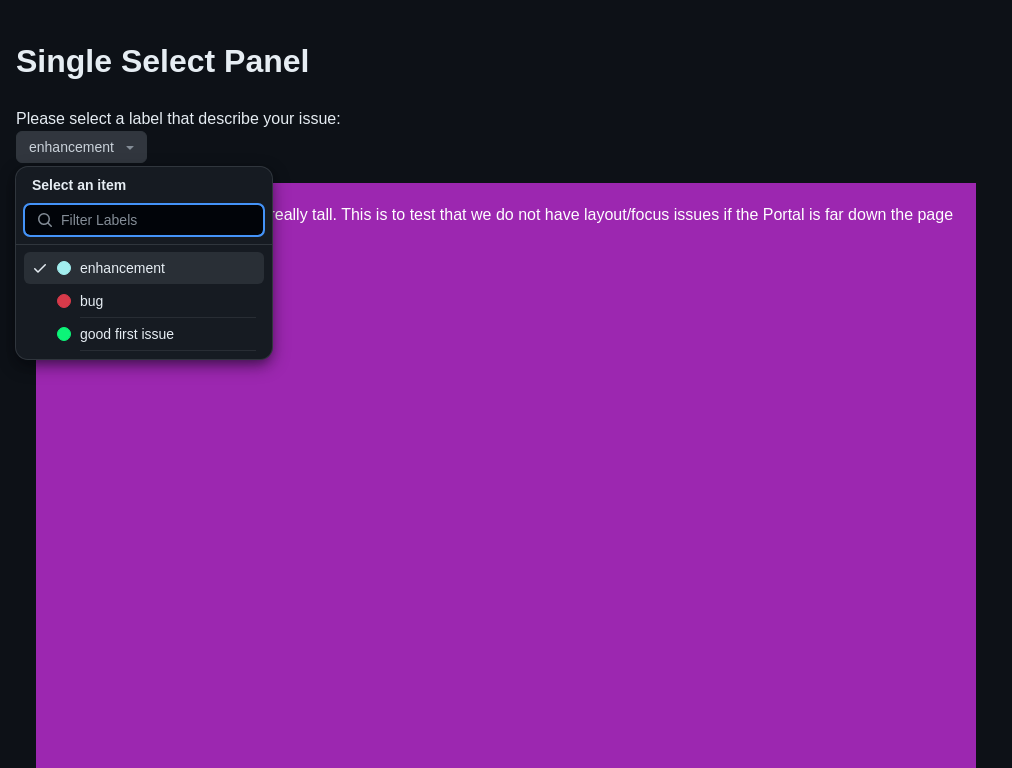 Single Select Panel
Please select a label that describe your issue:
enhancement
Select an item
really tall. This is to test that we do not have layout/focus issues if the Portal is far down the page
Filter Labels
enhancement
bug
good first issue